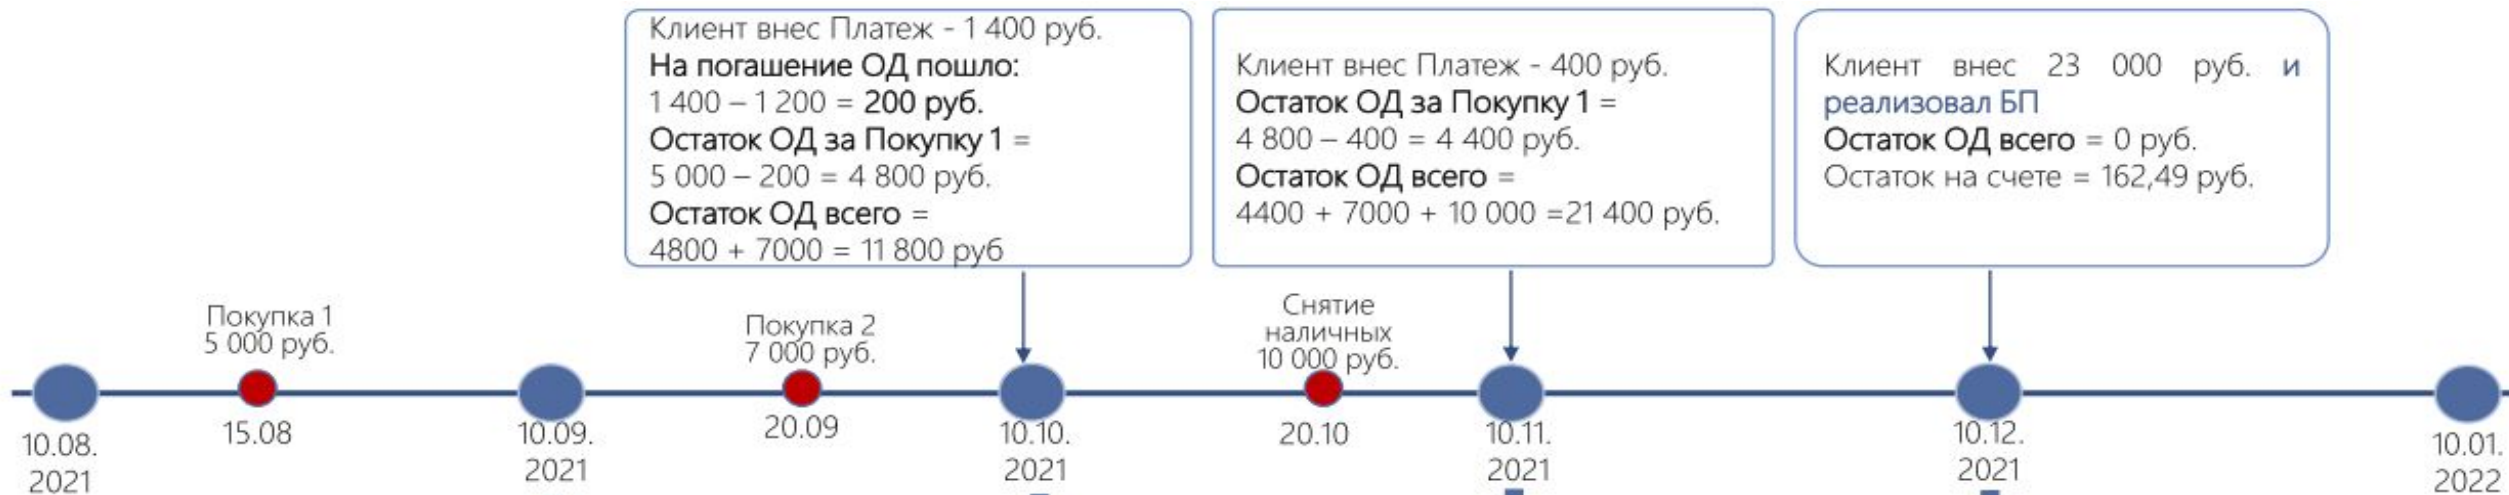 Клиент внес Платеж - 1 400 руб.
На погашение ОД пошло:
1 400 – 1 200 = 200 руб.
Остаток ОД за Покупку 1 =
5 000 – 200 = 4 800 руб.
Остаток ОД всего =
4800 + 7000 = 11 800 руб
Клиент внес Платеж - 400 руб.
Остаток ОД за Покупку 1 =
4 800 – 400 = 4 400 руб.
Остаток ОД всего =
4400 + 7000 + 10 000 =21 400 руб.
Клиент внес 23 000 руб. и
реализовал БП
Остаток ОД всего = 0 руб.
Остаток на счете = 162,49 руб.
Покупка 1
5 000 руб.
Покупка 2
7 000 руб.
Снятие
наличных
10 000 руб.
10.08.
2021
15.08
10.09.
2021
20.09
10.10.
2021
20.10
10.11.
2021
10.12.
2021
10.01.
2022